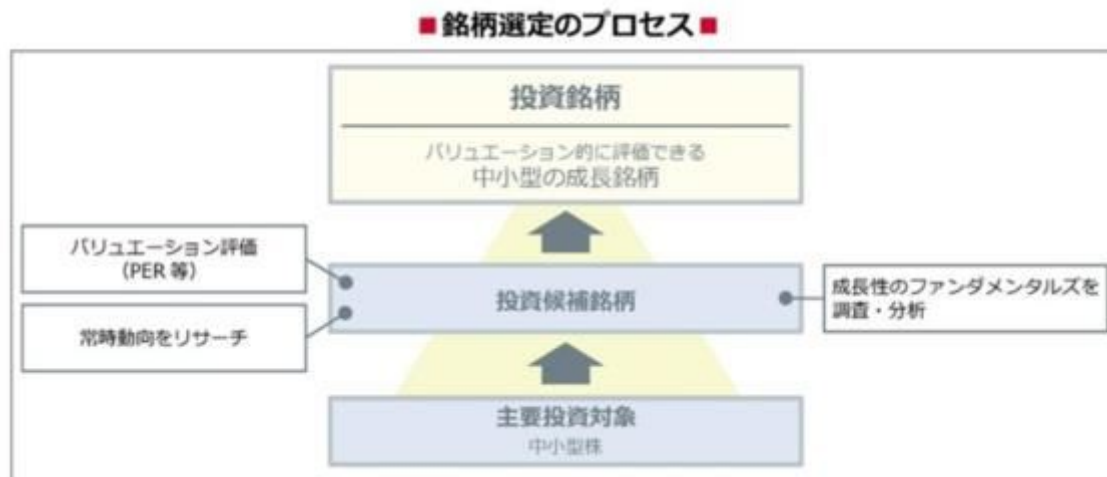 ■銘柄選定のプロセス■
投資銘柄
バリュエーション的に評価できる
中小型の成長銘柄
バリュエーション評価
(PER 等)
常時動向をリサーチ
投資候補銘柄
成長性のファンダメンタルズを
調査・分析
主要投資対象
中小型株